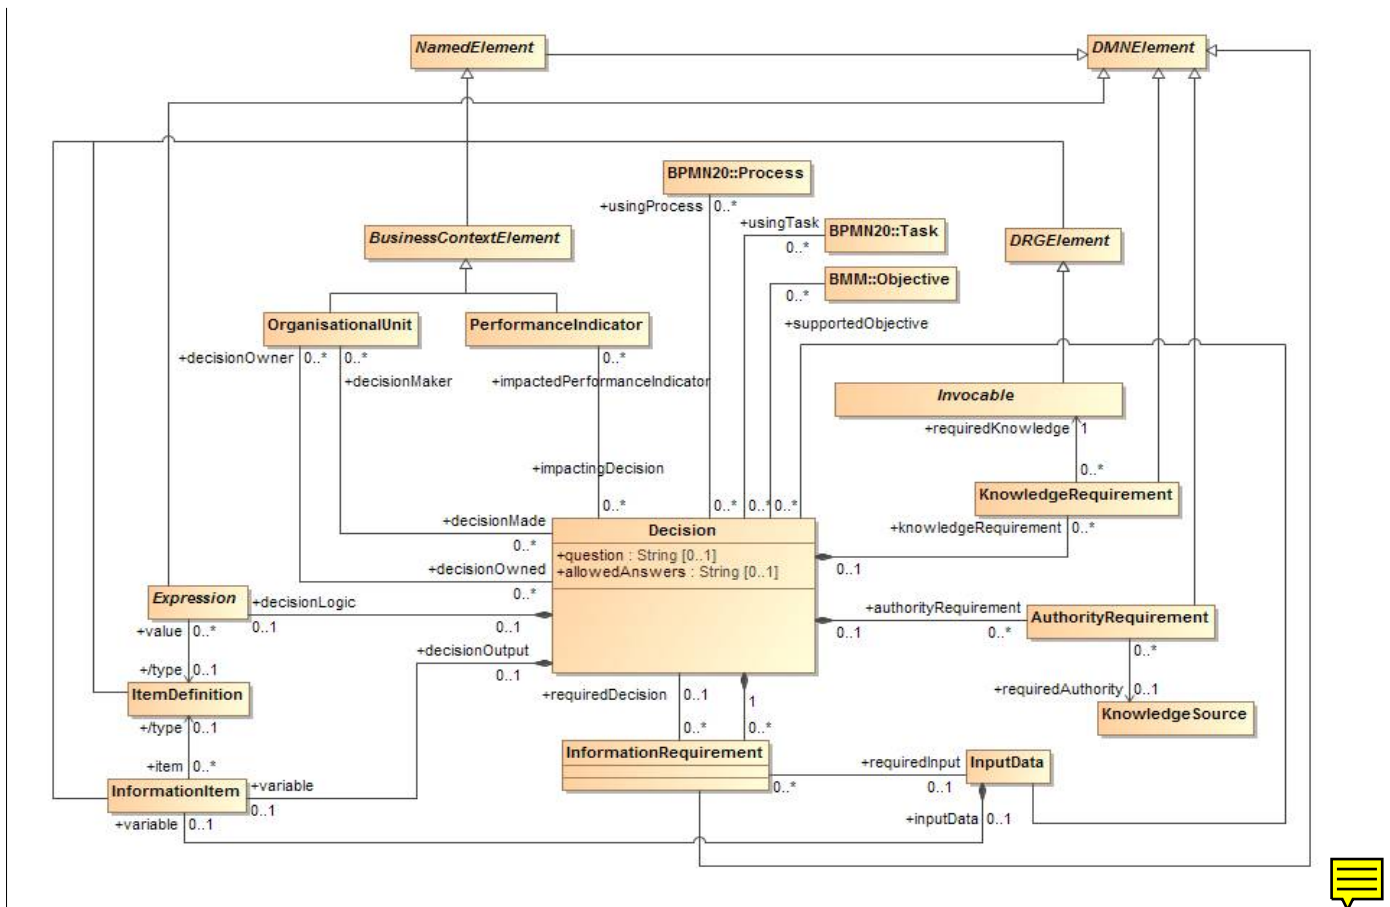 NamedElement
DMNElement
BPMN20::Process
+usingProcess 0..*
+usingTask
BPMN20::Task
0..*
BusinessContextElement
DRGElement
BMM::Objective
0..*
+supportedObjective
OrganisationalUnit
PerformanceIndicator
+decisionOwner 0..* 0..*
0..*
+decisionMaker
+impactedPerformanceIndicator
Invocable
+requiredKnowledge 1
+impactingDecision
0..*
KnowledgeRequirement
0..*
0..* 0..* 0..*
+decisionMade
0..*
Decision
+knowledgeRequirement 0..*
+question : String [0..1]
+allowedAnswers : String [0..1]
0..1
+decisionOwned
0..*
Expression
+decisionLogic
0..1
0..1
+authorityRequirement
0..1
0..*
AuthorityRequirement
+value 0..*
+decisionOutput
0..1
0..*
+/type 0..1
+requiredDecision 0..1
1
+requiredAuthority 0..1
ItemDefinition
KnowledgeSource
+/type 0..1
0..*
0..*
InformationRequirement
+item 0..*
+requiredInput
InputData
0..*
0..1
InformationItem
+variable
0..1
+variable 0..1
+inputData 0..1